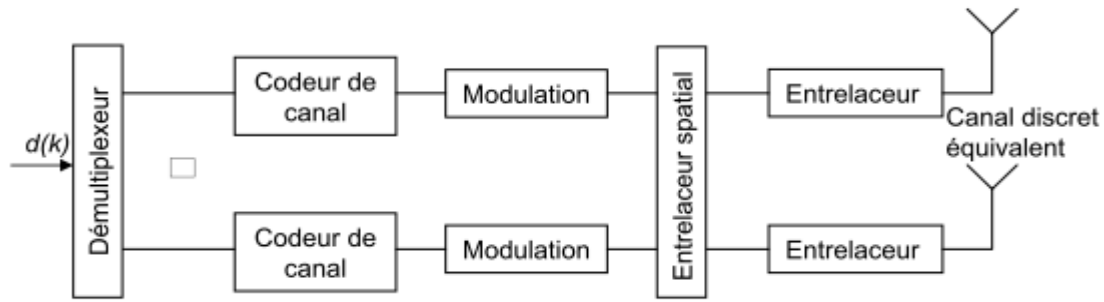 d(k)
Démultiplexeur
Codeur de
canal
Modulation
Entrelaceur spatial
Entrelaceur
Canal discret
équivalent
Codeur de
canal
Modulation
Entrelaceur